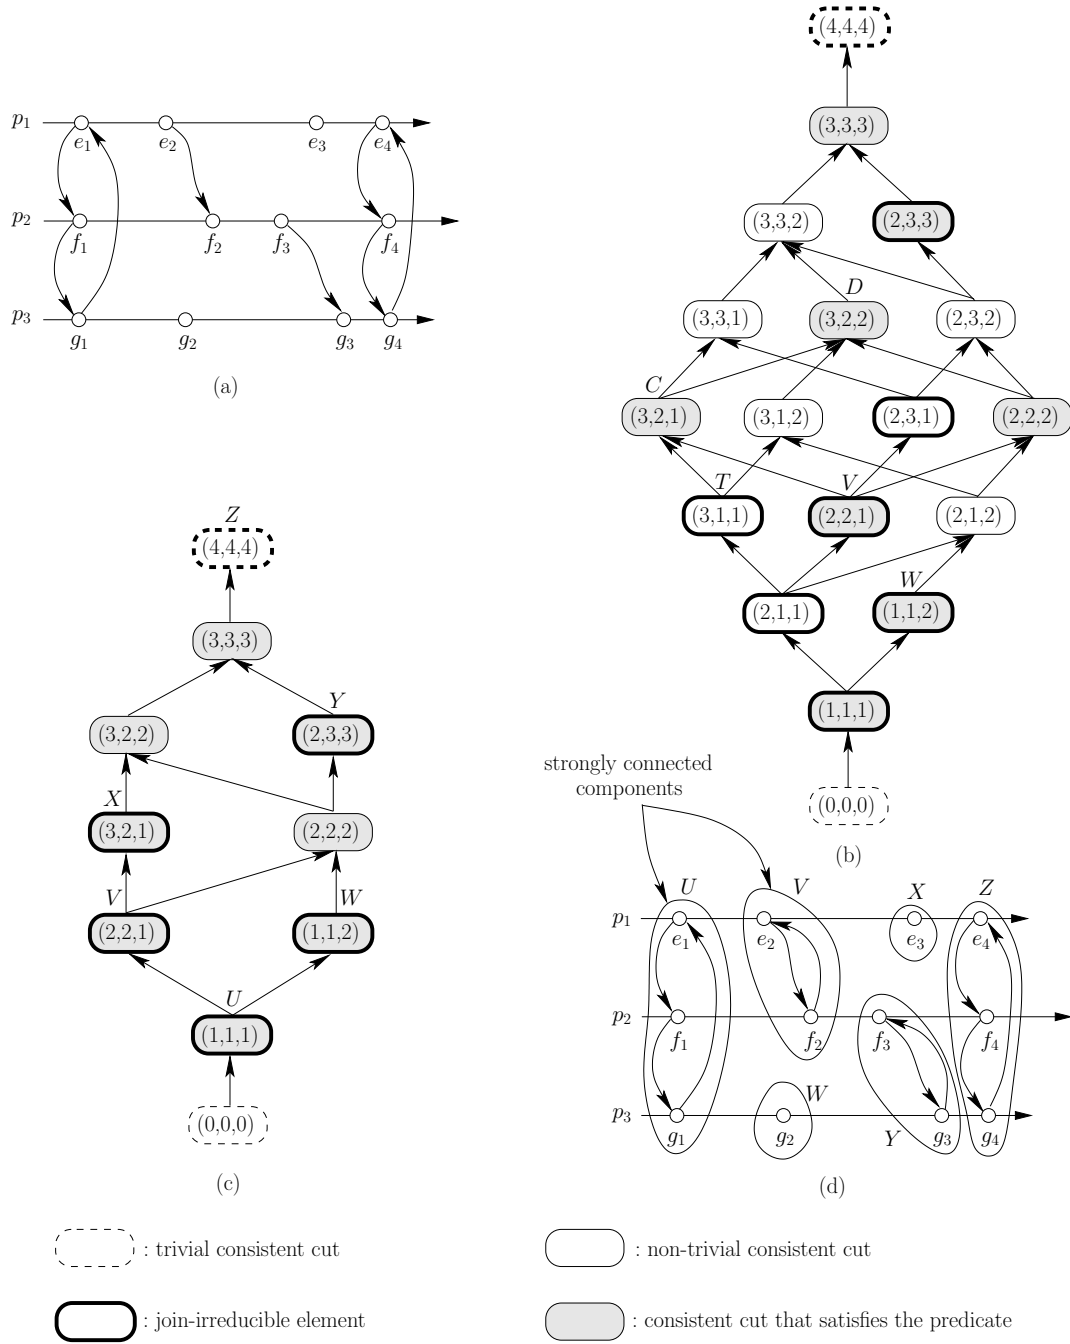 p1
e1 e2 e3 e4
p2
f1 f2 f3 f4
p3
g1 g2 g3 g4
(a)
(4,4,4)
(3,3,3)
(3,3,2) (2,3,3)
D
(3,3,1) (3,2,2) (2,3,2)
C
(3,2,1) (3,1,2) (2,3,1) (2,2,2)
T V
(3,1,1) (2,2,1) (2,1,2)
W
(2,1,1) (1,1,2)
(1,1,1)
(0,0,0)
(b)
Z
(4,4,4)
(3,3,3)
Y
(3,2,2) (2,3,3)
X
(3,2,1) (2,2,2)
V W
(2,2,1) (1,1,2)
U
(1,1,1)
(0,0,0)
(c)
strongly connected
components
U V X Z
p1
e1 e2 e3 e4
p2
f1 f2 f3 f4
W
p3
g1 g2 Y g3 g4
(d)
: trivial consistent cut
: non-trivial consistent cut
: join-irreducible element
: consistent cut that satisfies the predicate